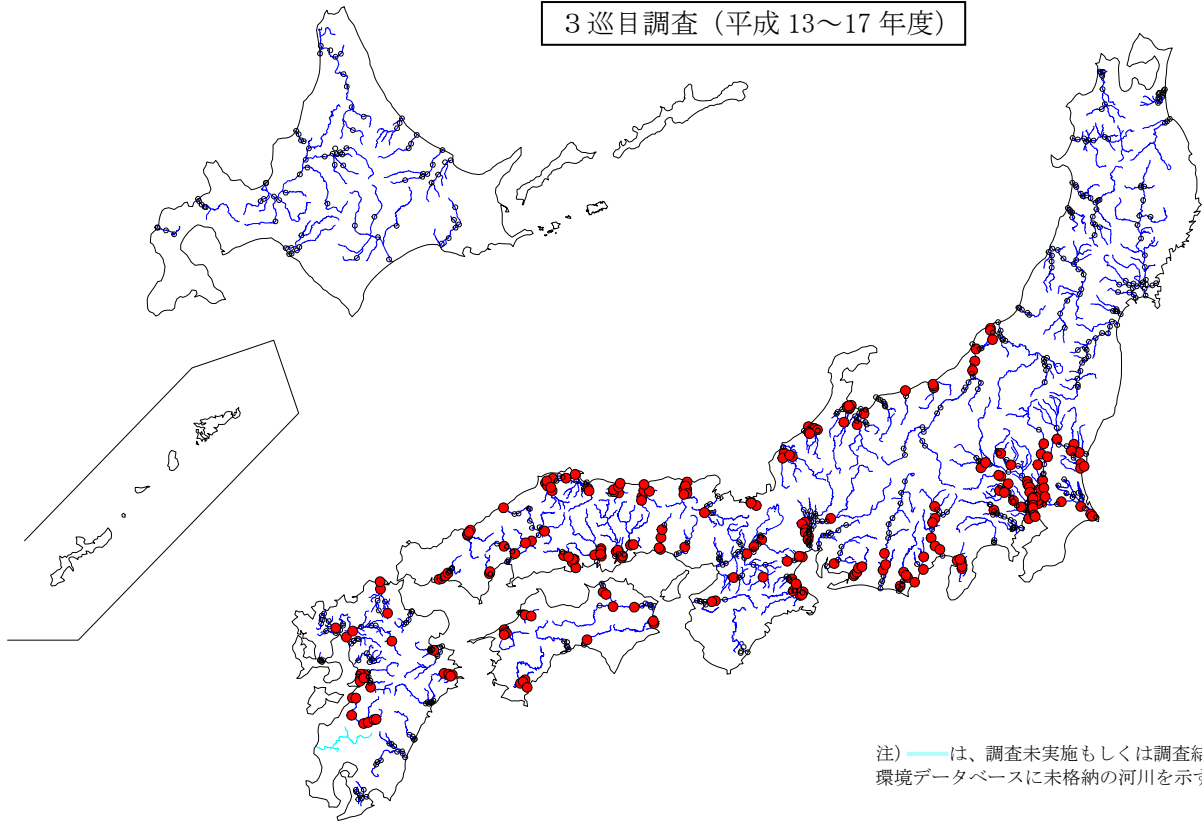 ３巡目調査（平成 13～17 年度）
注）　　は、調査未実施もしくは調査結
環境データベースに未格納の河川を示す